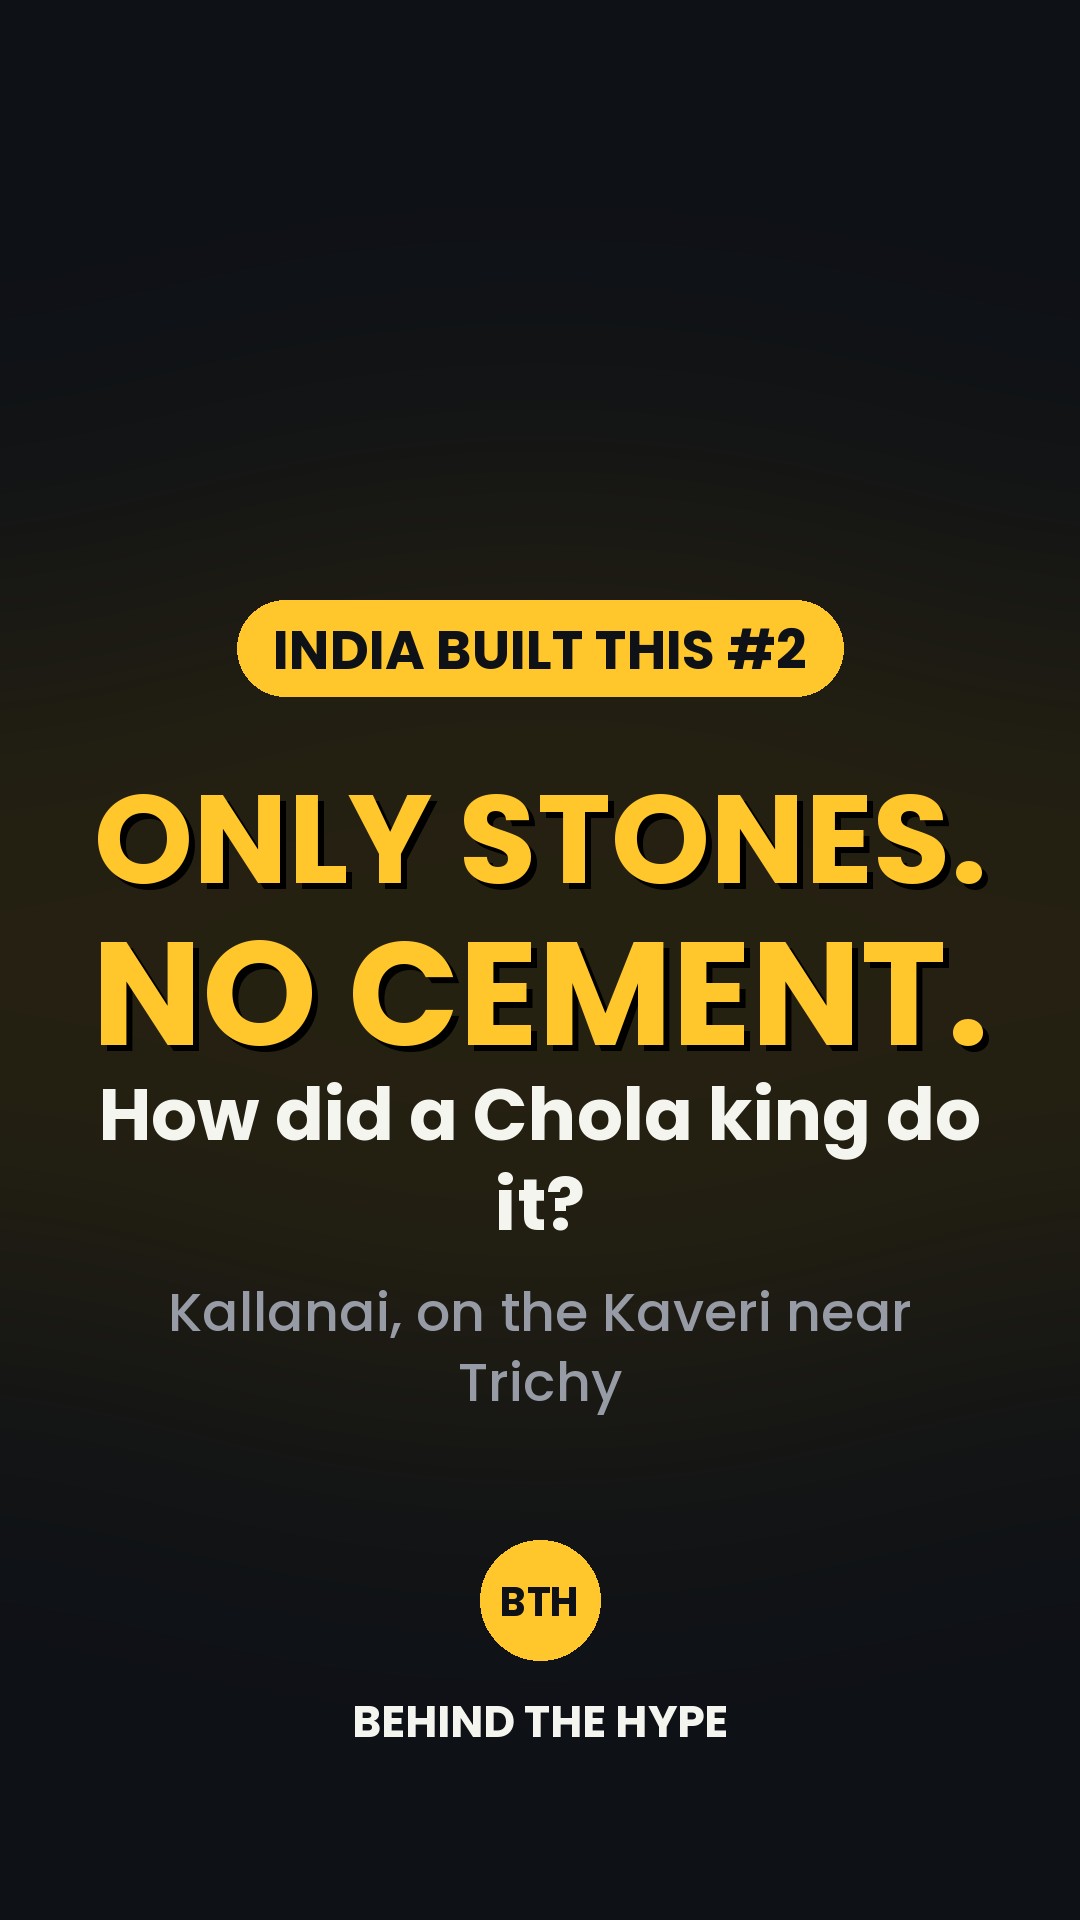 INDIA BUILT THIS #2
ONLY STONES.
NO CEMENT.
How did a Chola king do
it?
Kallanai, on the Kaveri near
Trichy
BTH
BEHIND THE HYPE